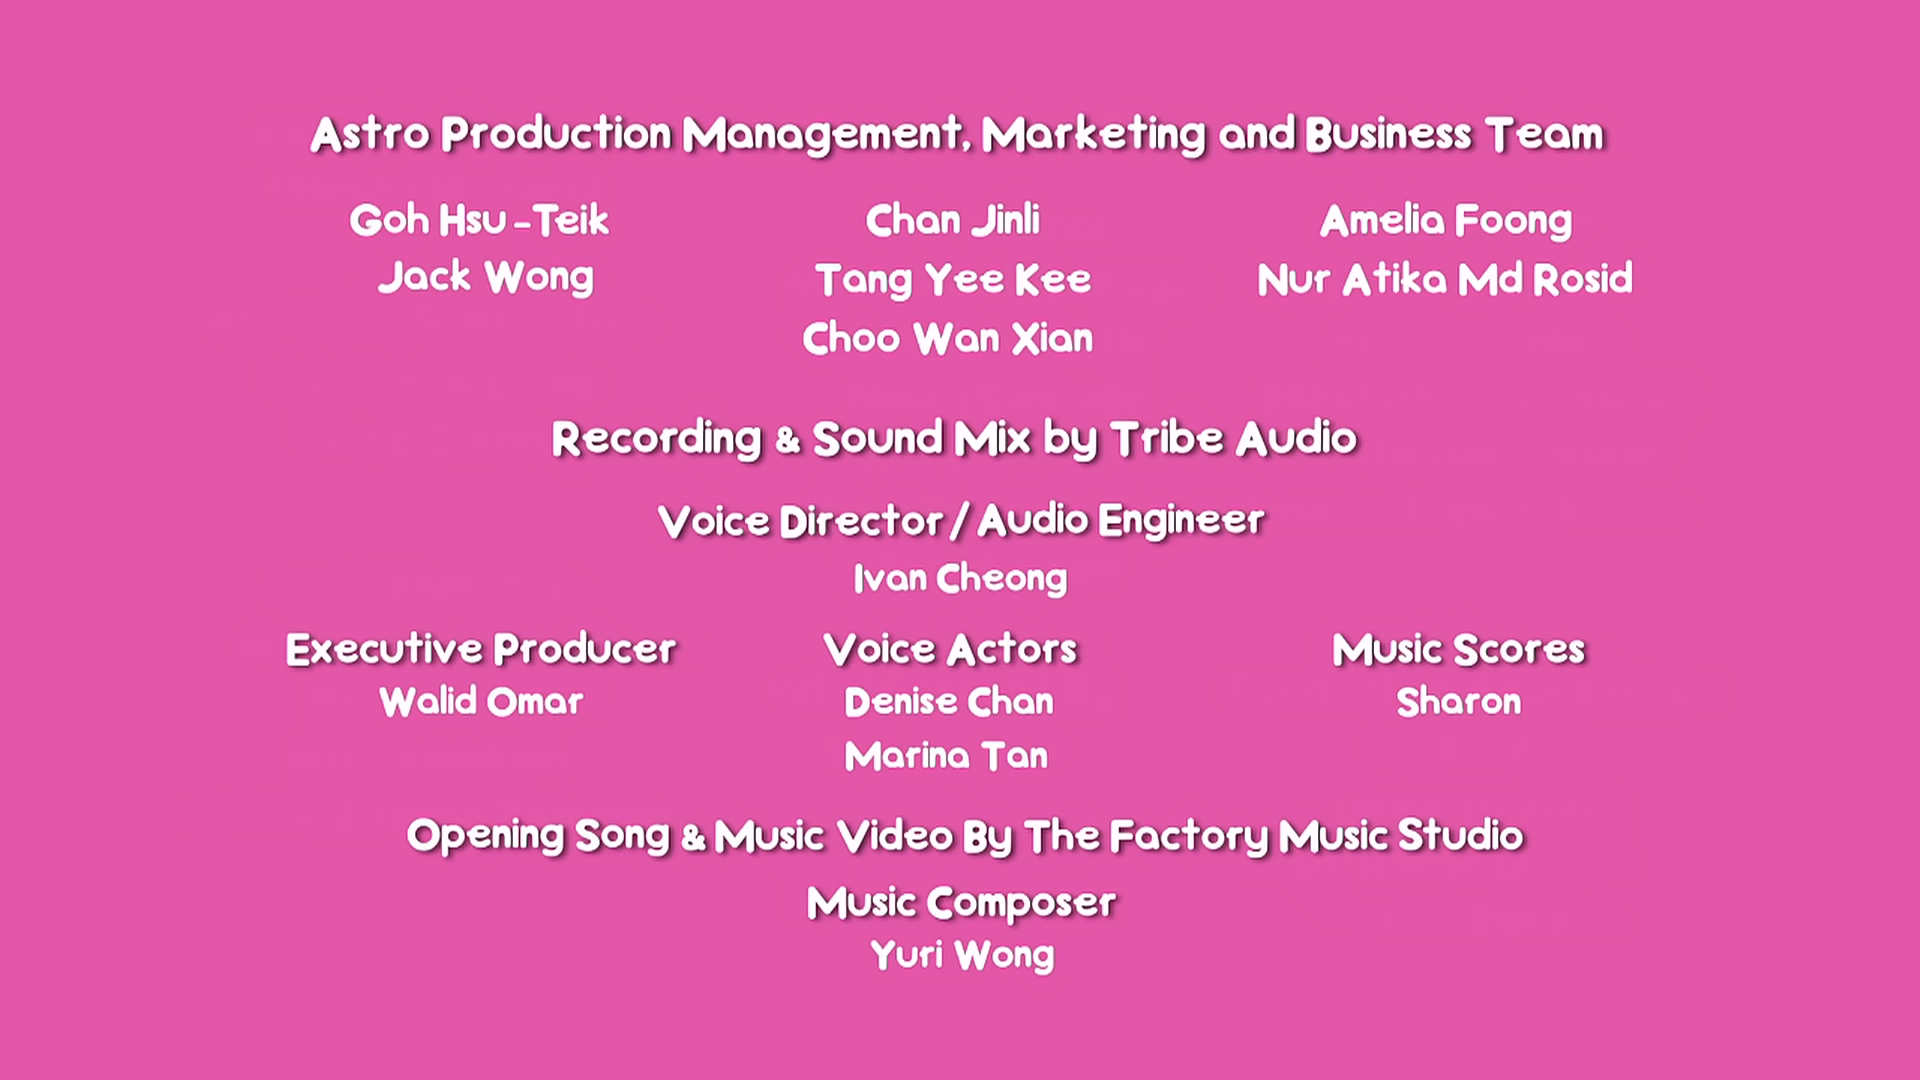 Astro Production Management, Marketing and Business Team
Goh Hsu-Teik Chan Jinli Amelia Foong
Jack Wong Tang Yee Kee Nur Atika Md Rosid
Choo Wan Xian
Recording & Sound Mix by Tribe Audio
Voice Director / Audio Engineer
Ivan Cheong
Executive Producer Voice Actors Music Scores
Walid Omar Denise Chan Sharon
Marina Tan
Opening Song & Music Video By The Factory Music Studio
Music Composer
Yuri Wong